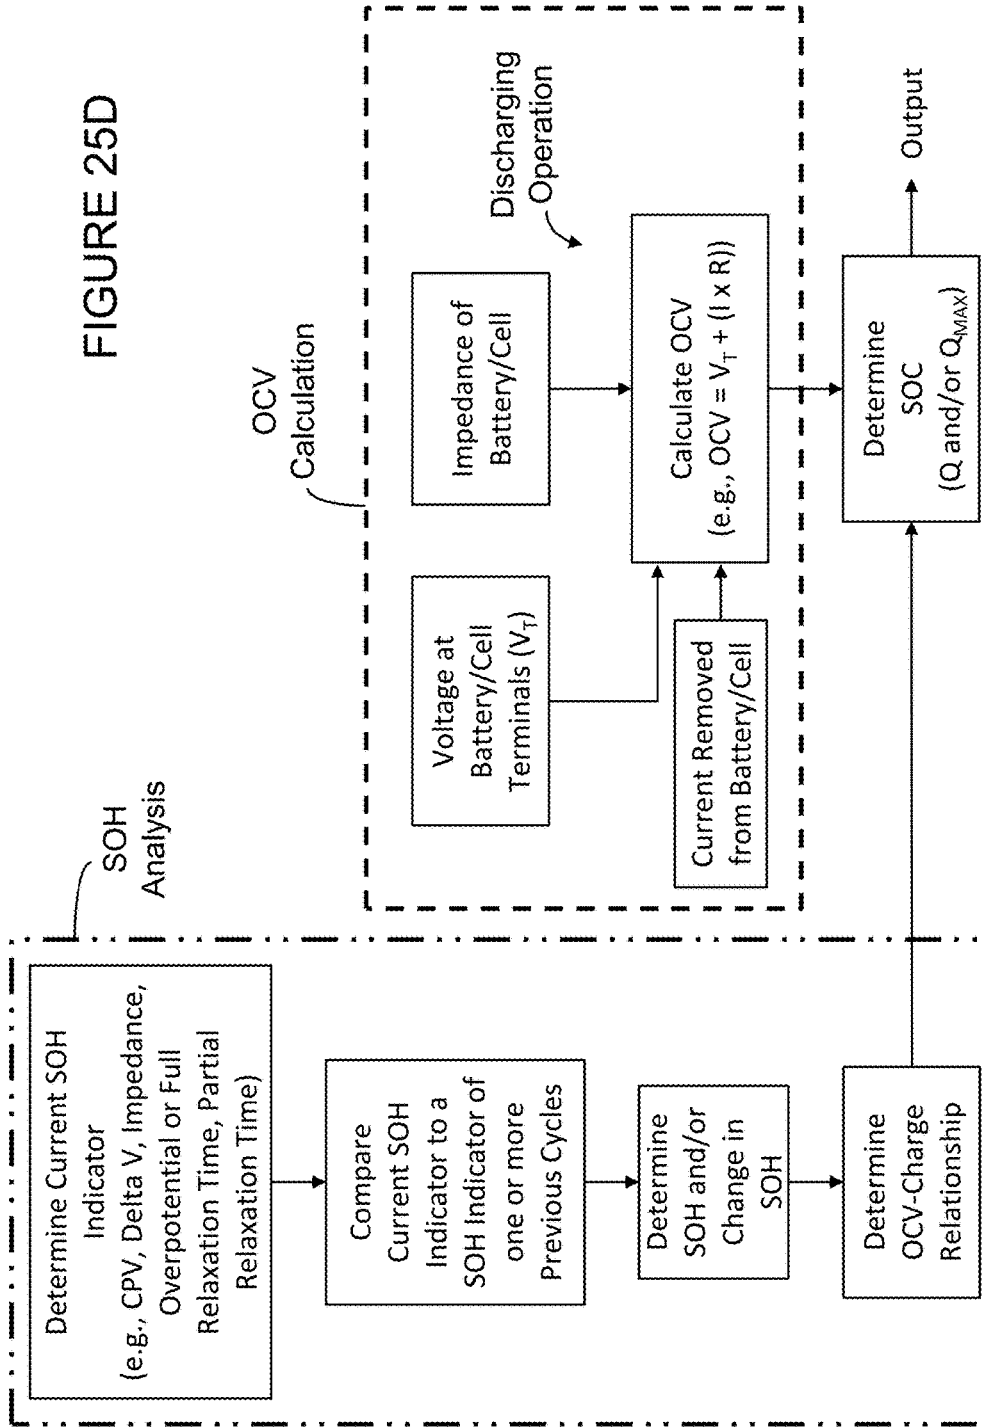 FIGURE 25D
SOH
Analysis
Determine Current SOH
Indicator
(e.g., CPV, Delta V, Impedance,
Overpotential or Full
Relaxation Time, Partial
Relaxation Time)
Compare
Current SOH
Indicator to a
SOH Indicator of
one or more
Previous Cycles
Determine
SOH and/or
Change in
SOH
Determine
OCV-Charge
Relationship
OCV
Calculation
Voltage at
Battery/Cell
Terminals (V_T)
Impedance of
Battery/Cell
Discharging
Operation
Current Removed
from Battery/Cell
Calculate OCV
(e.g., OCV = V_T + (I x R))
Determine
SOC
(Q and/or Q_MAX)
Output